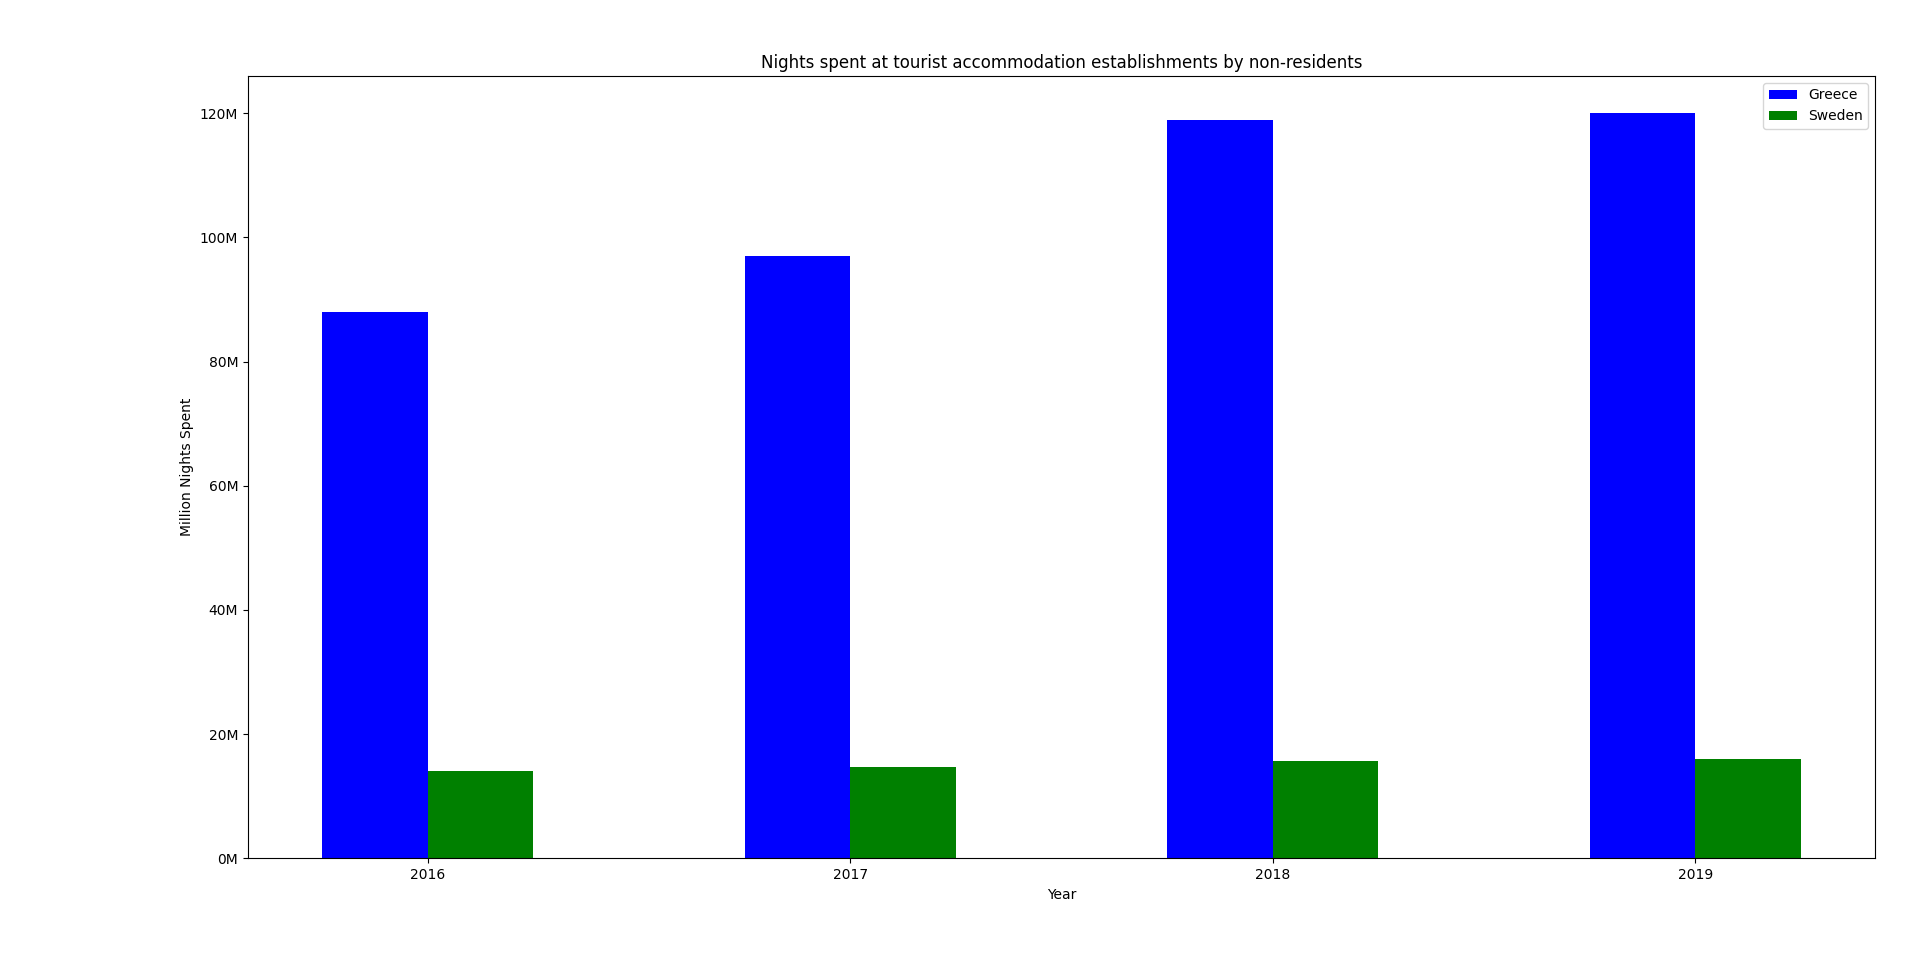 Nights spent at tourist accommodation establishments by non-residents
Greece
Sweden
120M
100M
80M
60M
40M
20M
0M
Million Nights Spent
2016 2017 2018 2019
Year